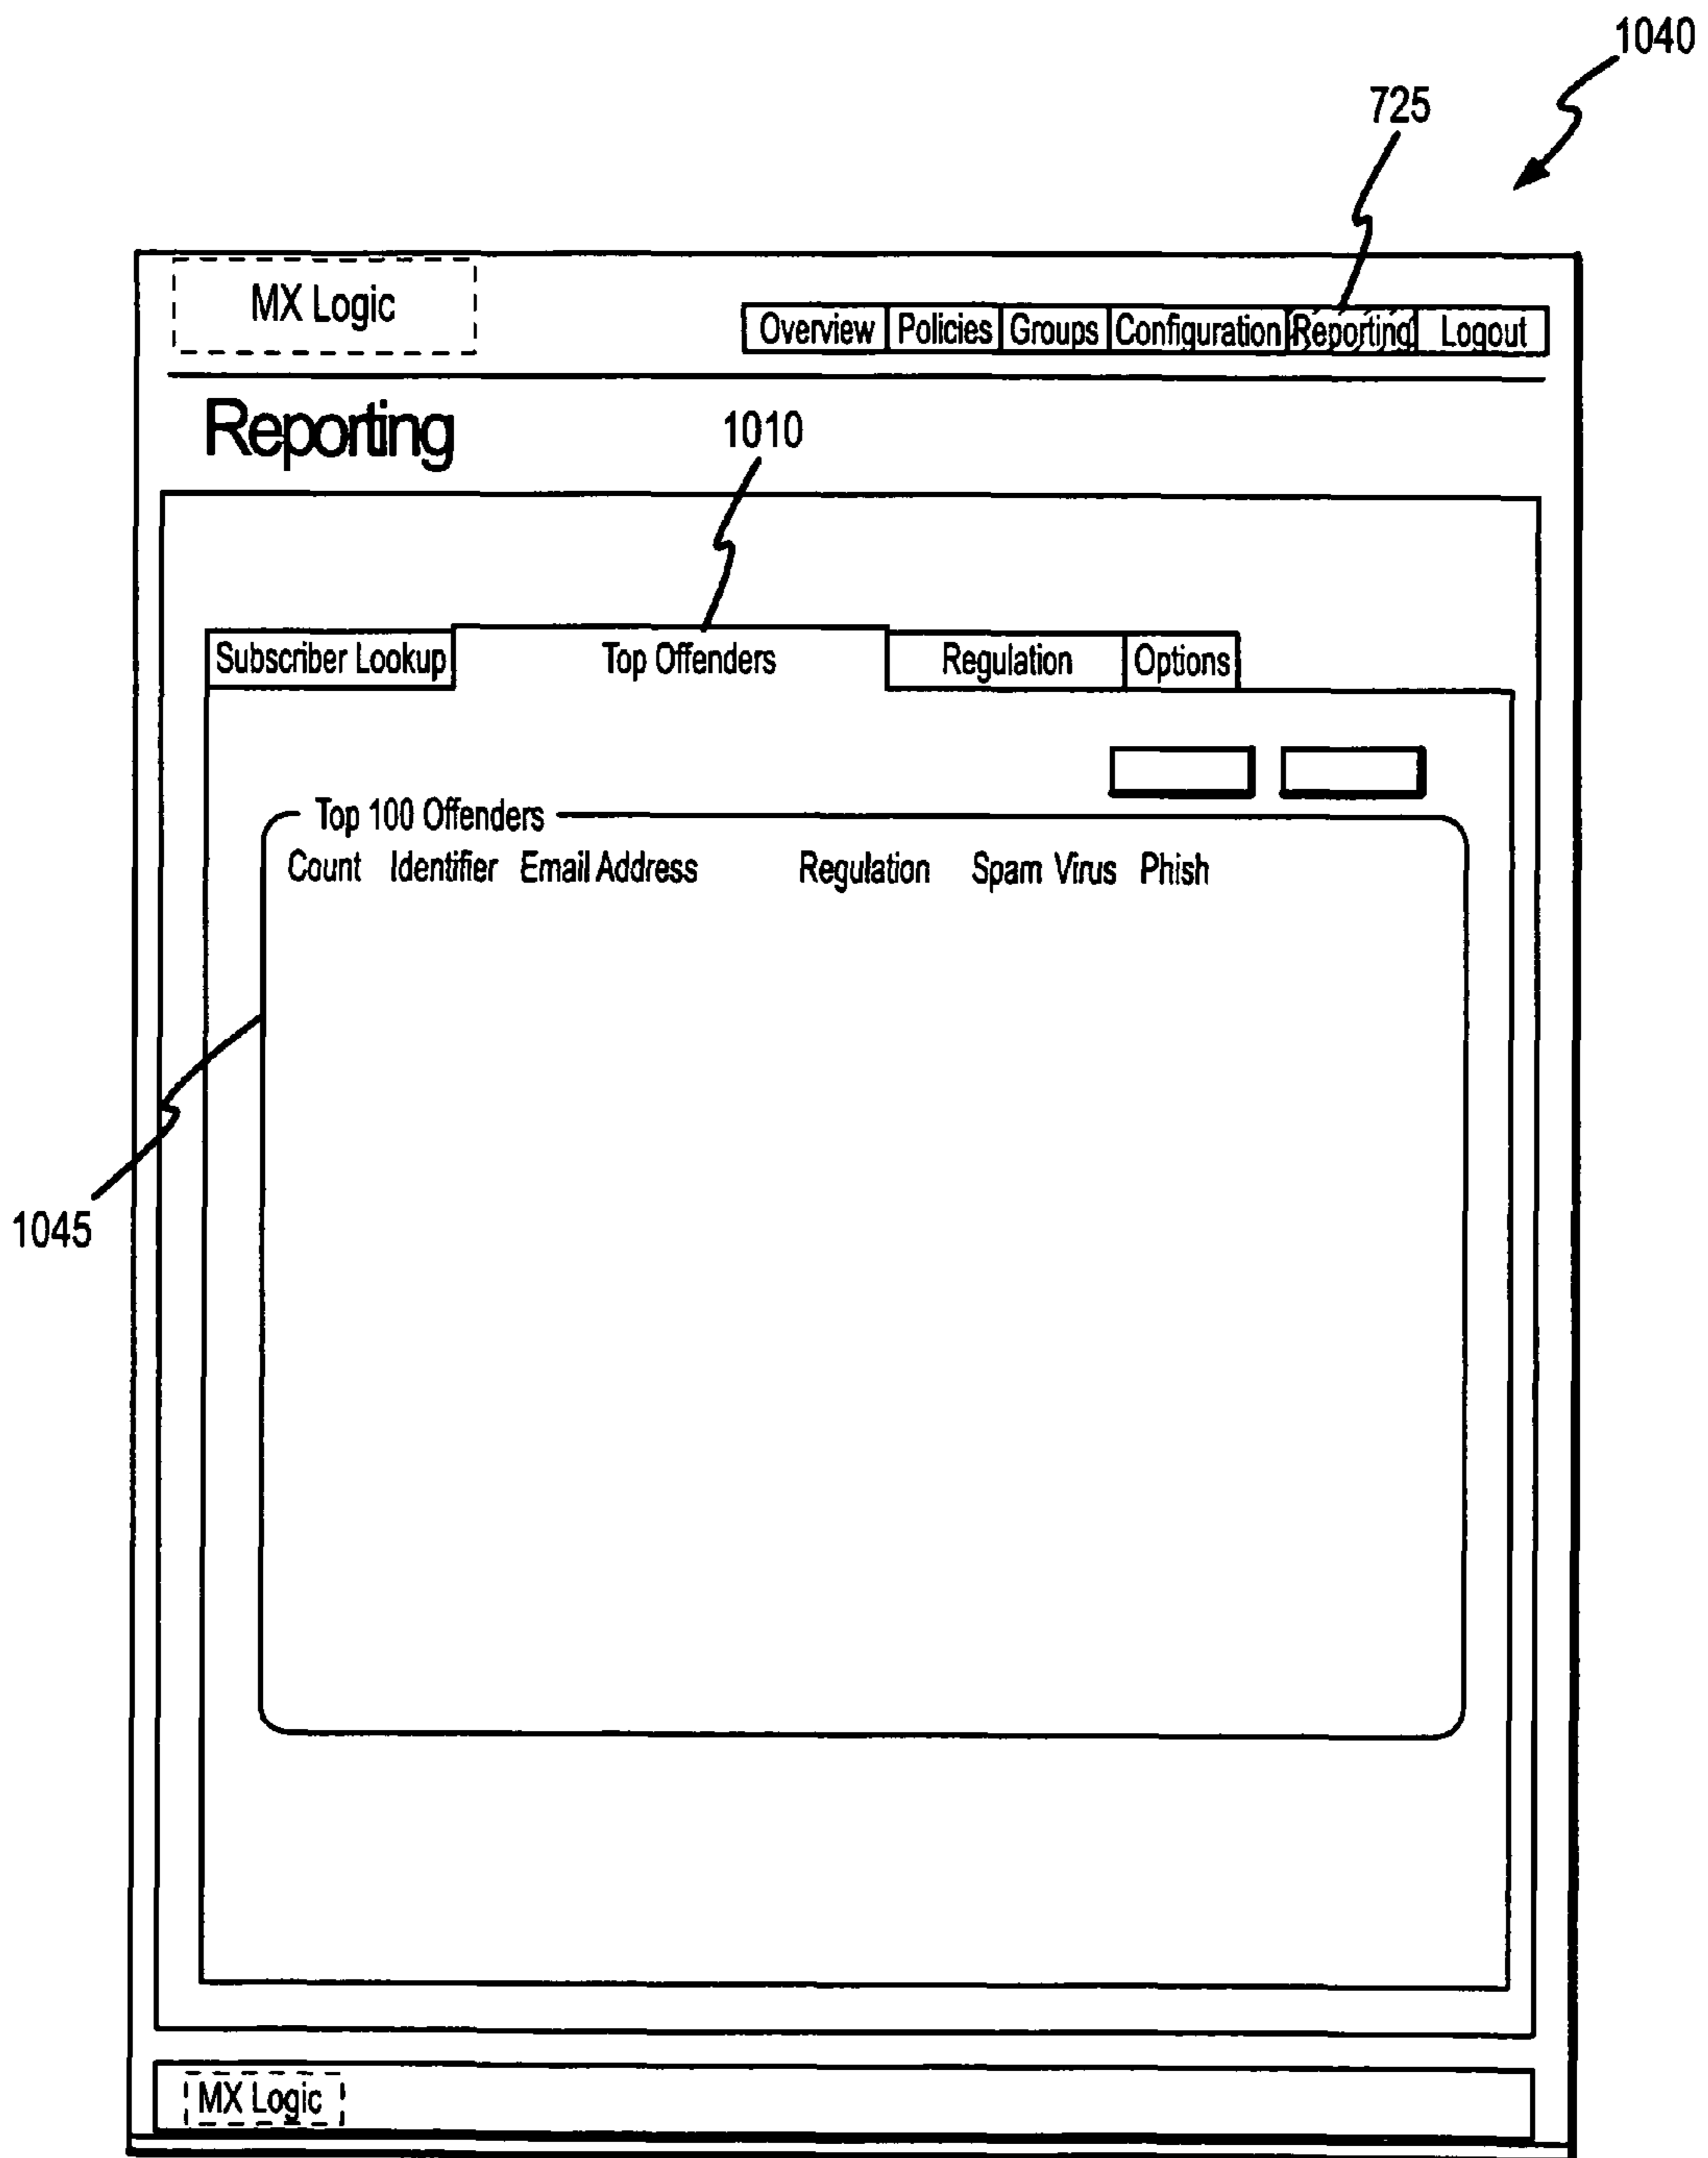 1040
725
MX Logic
Overview Policies Groups Configuration Reporting Logout
Reporting
1010
Subscriber Lookup Top Offenders Regulation Options
Top 100 Offenders
Count Identifier Email Address Regulation Spam Virus Phish
1045
MX Logic